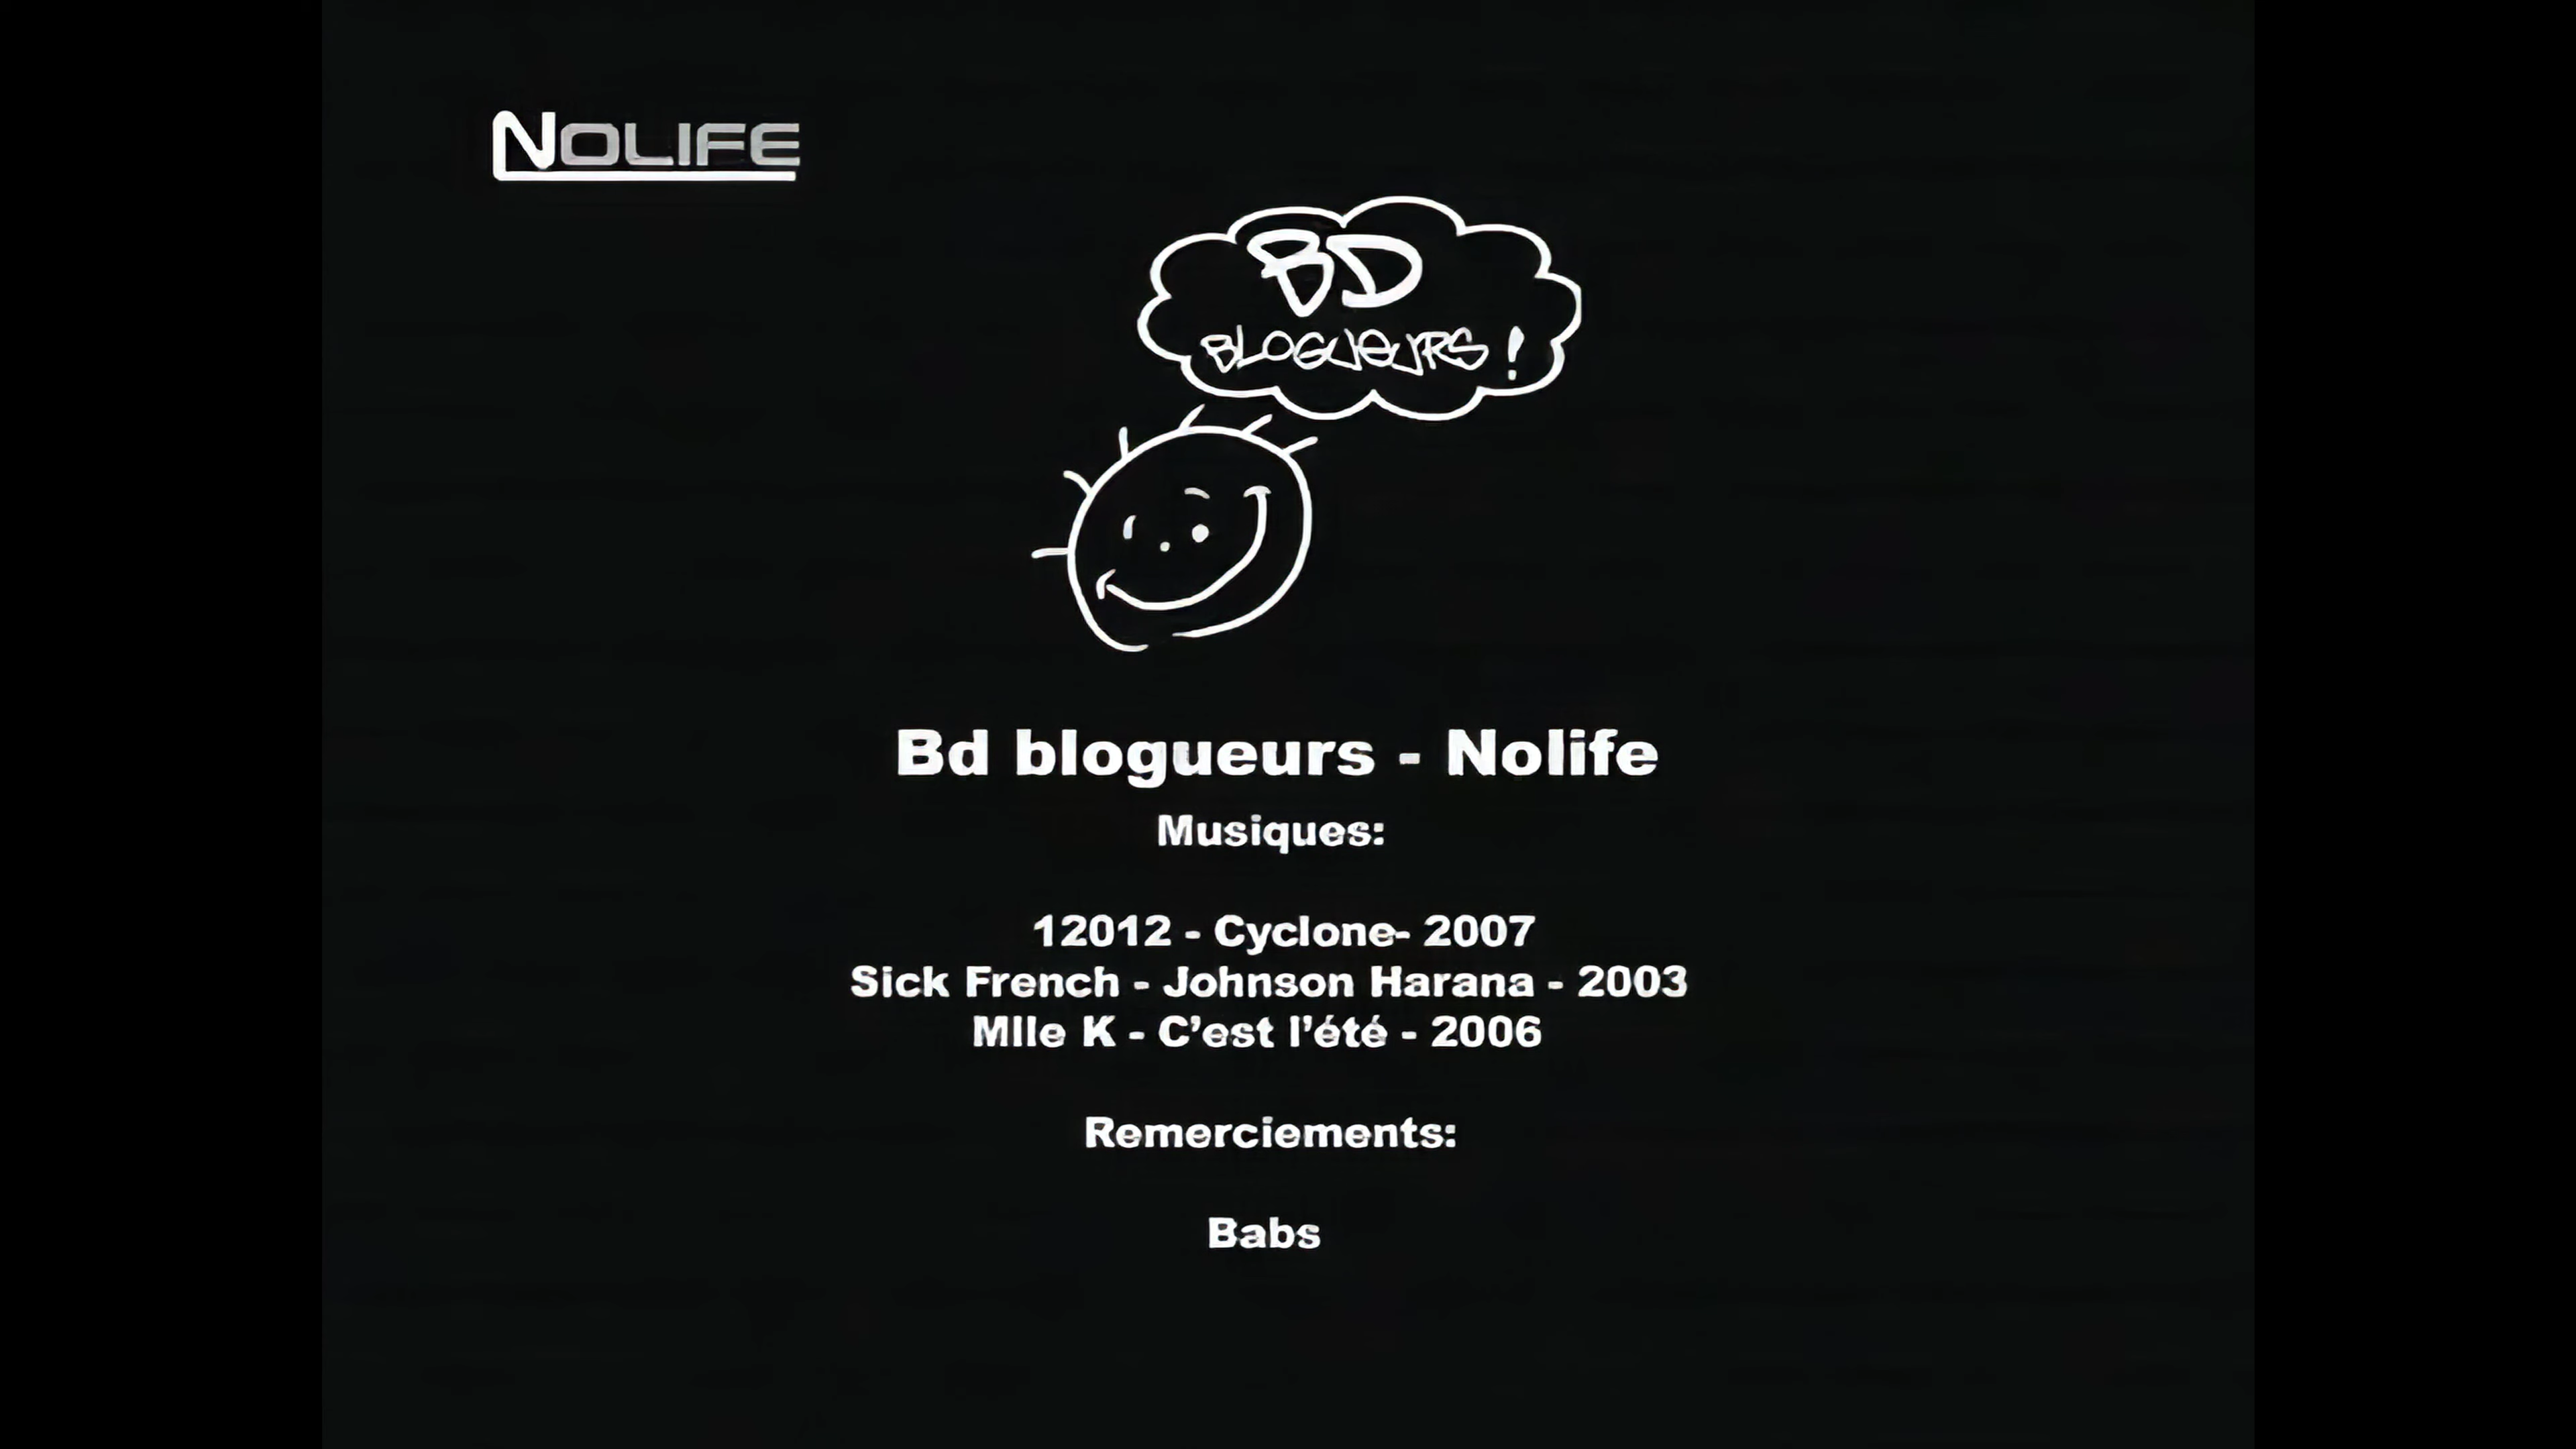 NOLIFE
BD
BLOGUEURS !
Bd blogueurs - Nolife
Musiques:
12012 - Cyclone- 2007
Sick French - Johnson Harana - 2003
Mlle K - C’est l’été - 2006
Remerciements:
Babs